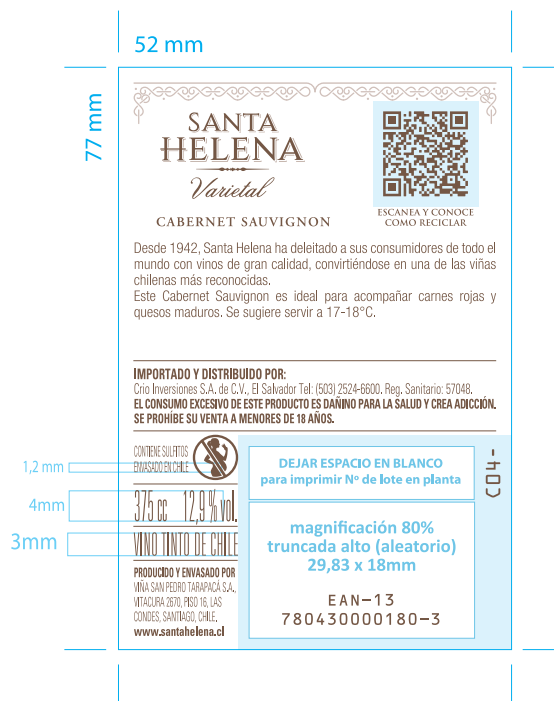 52 mm
77 mm
SANTA
HELENA
Varietal
CABERNET SAUVIGNON
ESCANEA Y CONOCE
COMO RECICLAR
Desde 1942, Santa Helena ha deleitado a sus consumidores de todo el
mundo con vinos de gran calidad, convirtiéndose en una de las viñas
chilenas más reconocidas.
Este Cabernet Sauvignon es ideal para acompañar carnes rojas y
quesos maduros. Se sugiere servir a 17-18°C.
IMPORTADO Y DISTRIBUIDO POR:
Crio Inversiones S.A. de C.V., El Salvador Tel: (503) 2524-6600. Reg. Sanitario: 57048.
EL CONSUMO EXCESIVO DE ESTE PRODUCTO ES DAÑINO PARA LA SALUD Y CREA ADICCIÓN.
SE PROHÍBE SU VENTA A MENORES DE 18 AÑOS.
CONTIENE SULFITOS
ENVASADO EN CHILE
1,2 mm
4mm
375 cc 12,9 % vol.
3mm
VINO TINTO DE CHILE
PRODUCIDO Y ENVASADO POR
VIÑA SAN PEDRO TARAPACÁ S.A.,
VITACURA 2670, PISO 16, LAS
CONDES, SANTIAGO, CHILE.
www.santahelena.cl
DEJAR ESPACIO EN BLANCO
para imprimir Nº de lote en planta
C04-
magnificación 80%
truncada alto (aleatorio)
29,83 x 18mm
EAN-13
780430000180-3